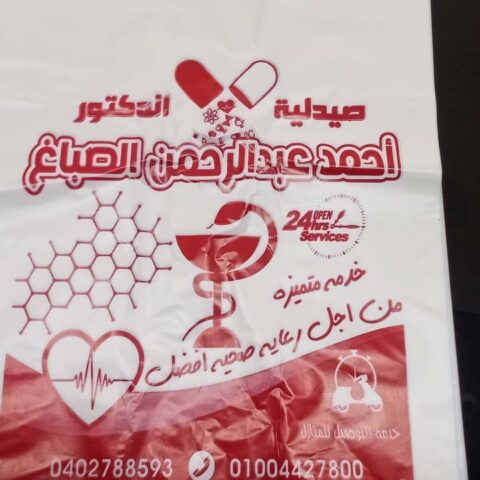 صيدلية الدكتور
أحمد عبدالرحمن الصباغ
24 OPEN
hrs
Services
خدمه متميزه
من اجل رعايه صحيه افضل
خدمة التوصيل للمنازل
0402788593 01004427800